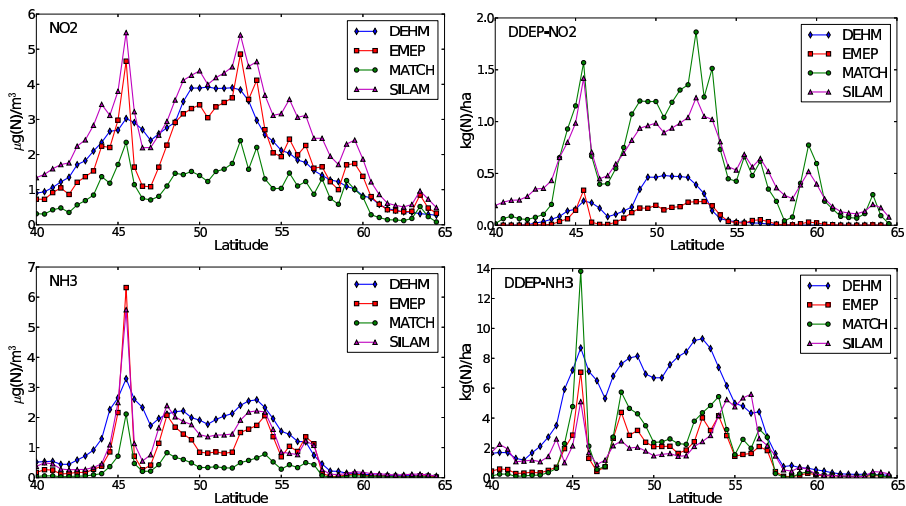 NO2
DEHM
EMEP
MATCH
SILAM
μg(N)/m³
6
5
4
3
2
1
0
40 45 50 55 60 65
Latitude
DDEP-NO2
DEHM
EMEP
MATCH
SILAM
kg(N)/ha
2.0
1.5
1.0
0.5
0.0
40 45 50 55 60 65
Latitude
NH3
DEHM
EMEP
MATCH
SILAM
μg(N)/m³
7
6
5
4
3
2
1
0
40 45 50 55 60 65
Latitude
DDEP-NH3
DEHM
EMEP
MATCH
SILAM
kg(N)/ha
14
12
10
8
6
4
2
0
40 45 50 55 60 65
Latitude